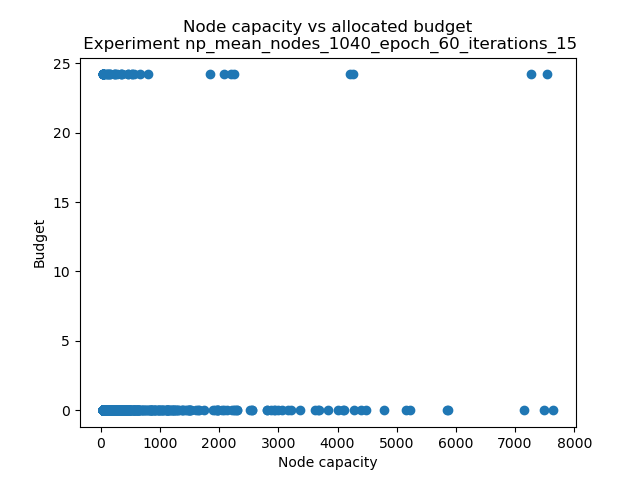 Node capacity vs allocated budget
Experiment np_mean_nodes_1040_epoch_60_iterations_15
25
20
15
10
5
0
Budget
0 1000 2000 3000 4000 5000 6000 7000 8000
Node capacity